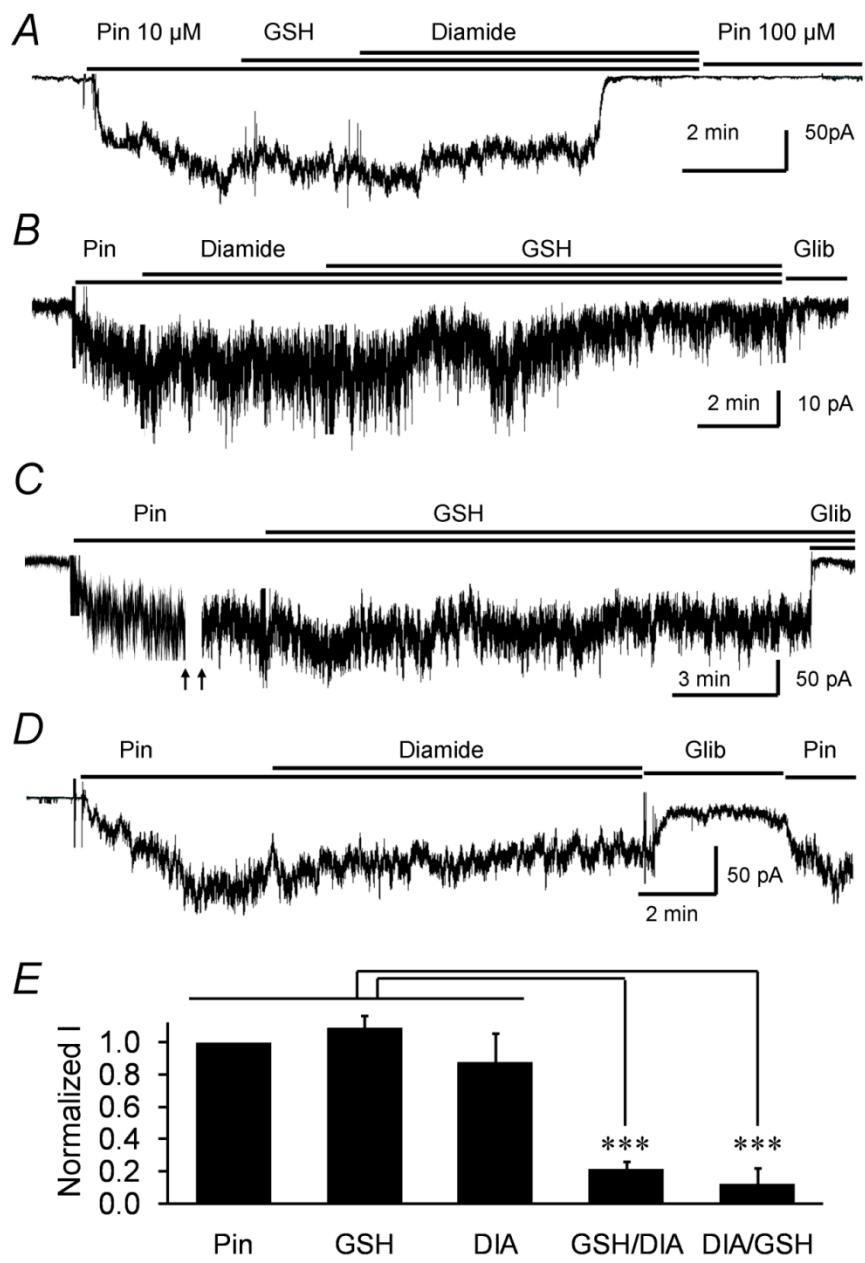 A
Pin 10 µM GSH Diamide Pin 100 µM
2 min 50pA
B
Pin Diamide GSH Glib
2 min 10 pA
C
Pin GSH Glib
3 min 50 pA
D
Pin Diamide Glib Pin
50 pA
2 min
E
Normalized I
1.0
0.8
0.6
0.4
0.2
0.0
*** ***
Pin GSH DIA GSH/DIA DIA/GSH